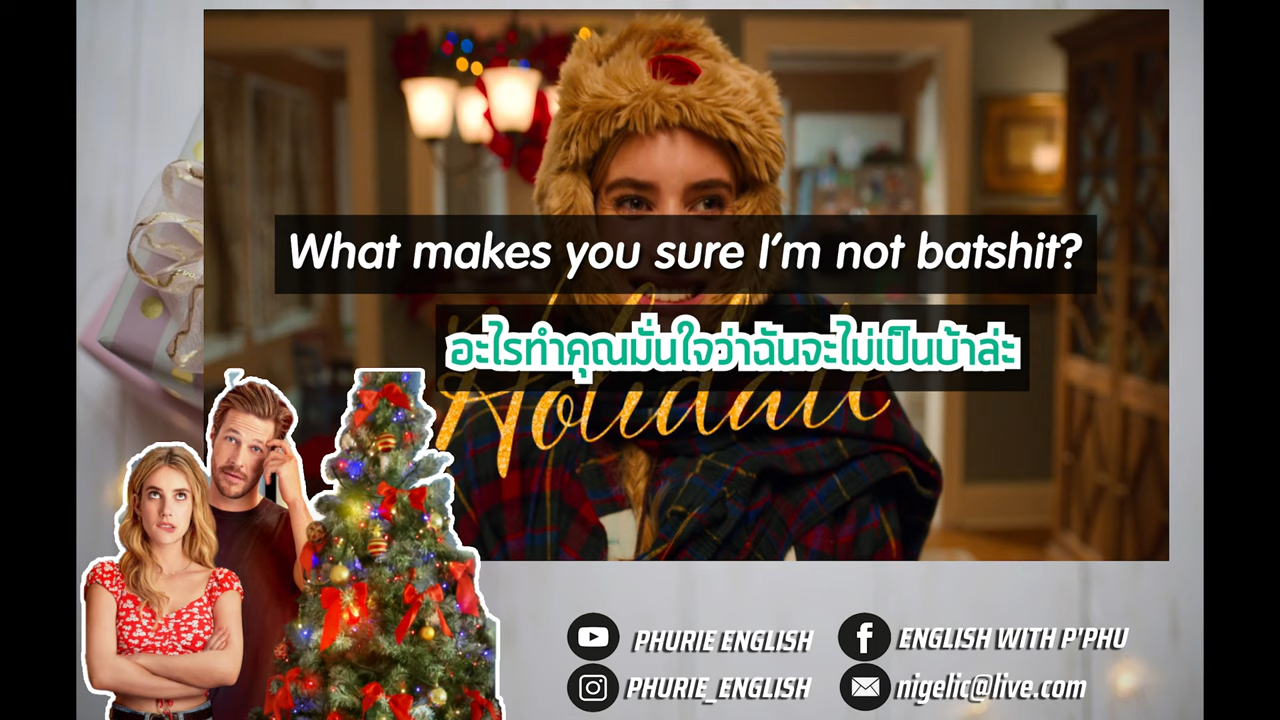 What makes you sure I'm not batshit?
อะไรทำคุณมั่นใจว่าฉันจะไม่เป็นบ้าล่ะ
Holidate
PHURIE ENGLISH
ENGLISH WITH P'PHU
PHURIE_ENGLISH
nigelic@live.com